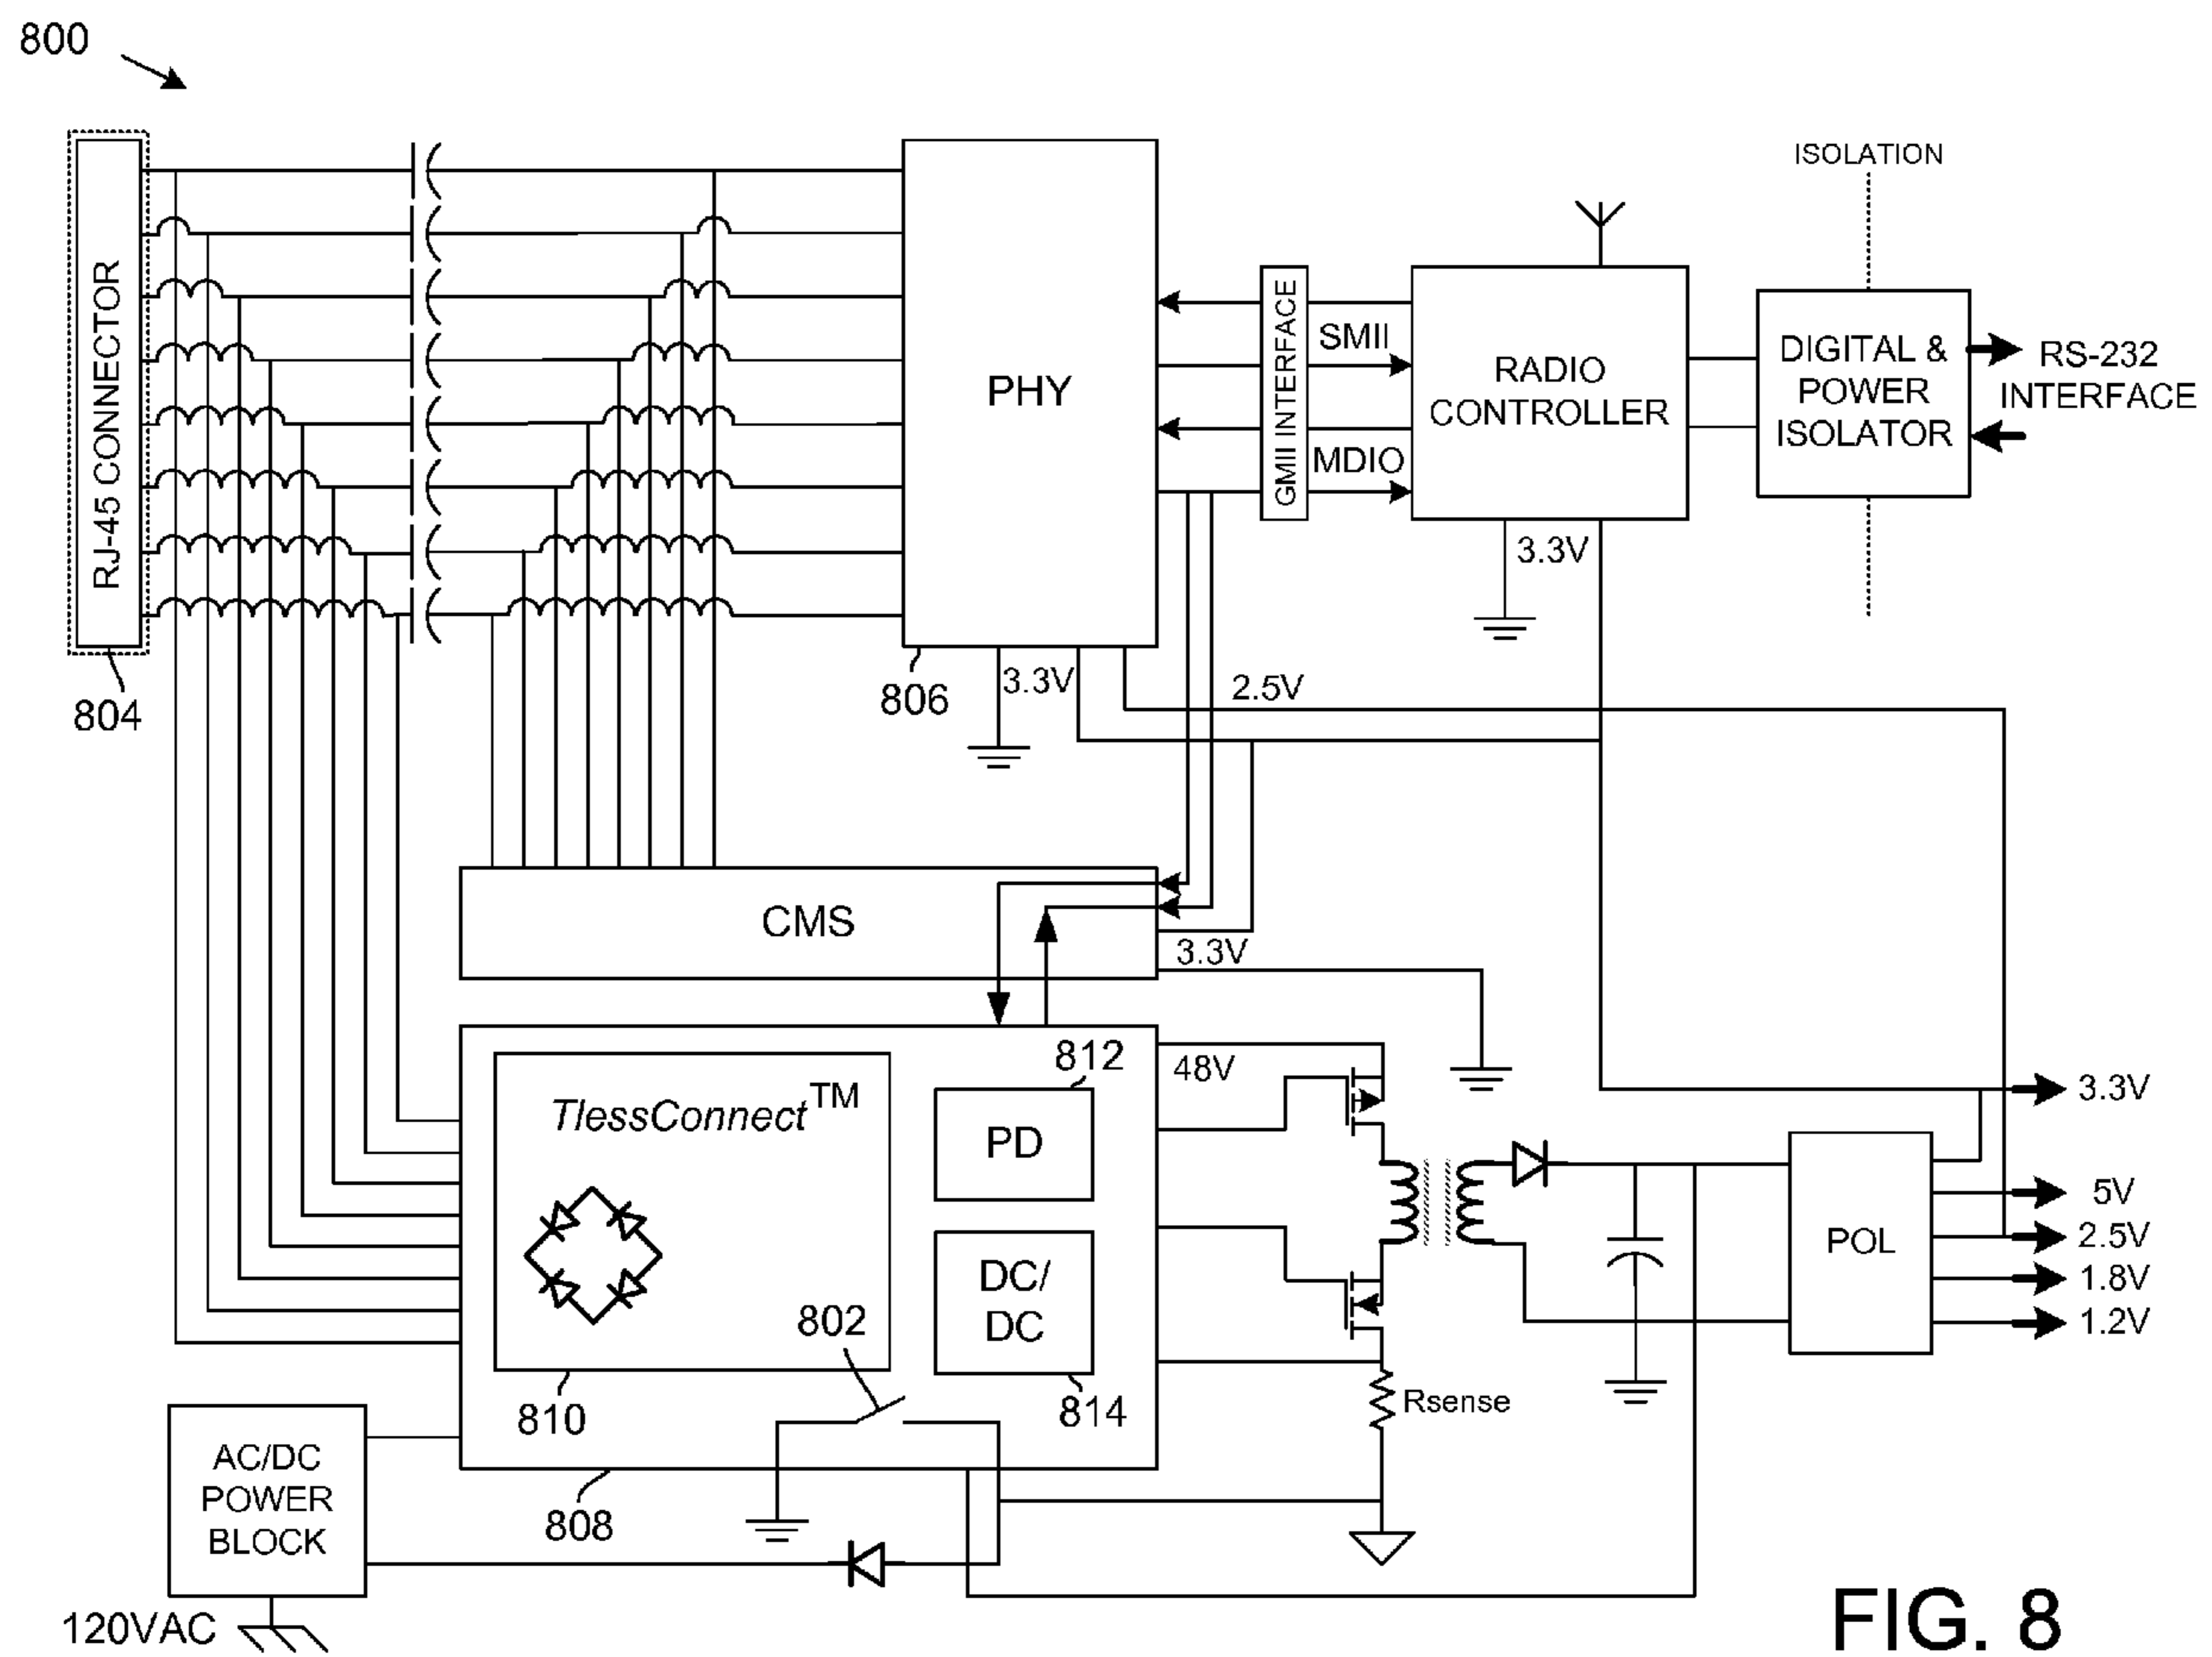 800
ISOLATION
RJ-45 CONNECTOR
804
PHY
806
GMII INTERFACE
SMII
MDIO
RADIO
CONTROLLER
DIGITAL &
POWER
ISOLATOR
RS-232
INTERFACE
3.3V
3.3V
2.5V
CMS
3.3V
812
48V
TlessConnect™
PD
DC/
DC
802
810
814
808
Rsense
POL
3.3V
5V
2.5V
1.8V
1.2V
AC/DC
POWER
BLOCK
120VAC
FIG. 8